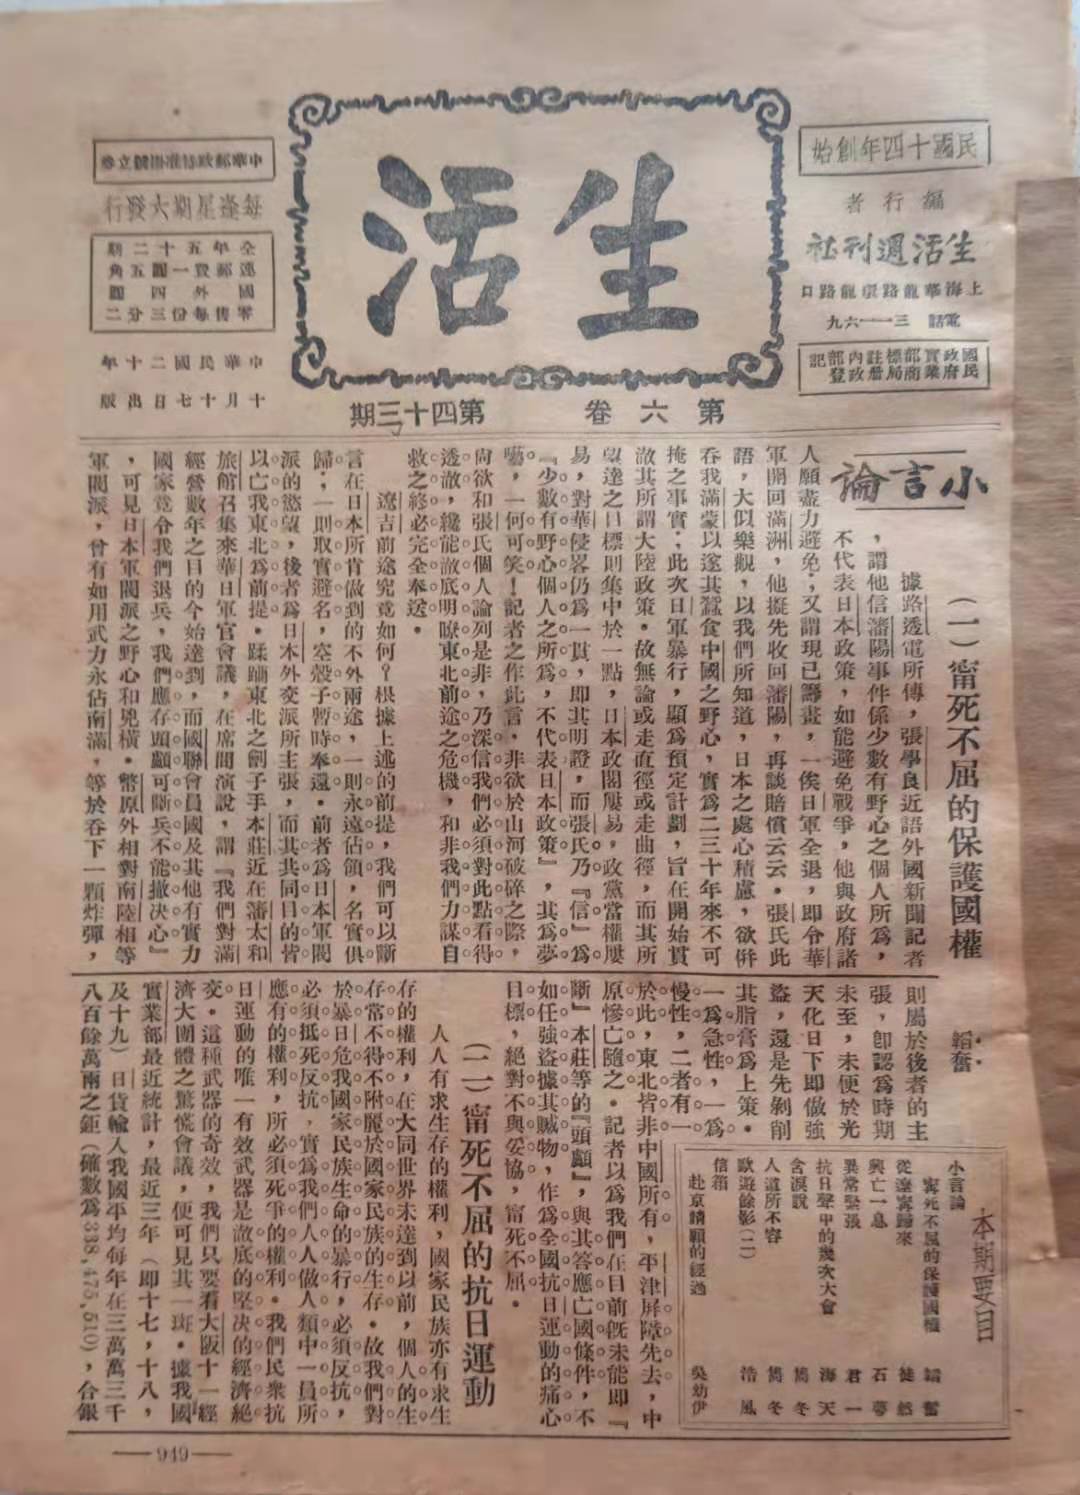 民國十四年創始
編行者
生活週刊社
上海華龍路環龍路口
電話 三一一六九
國民政府實業部商標局註册內政部登記
生活
中華郵政特准掛號立券
每逢星期六發行
全年五十二期
連郵費一圓五角
國外四圓
零售每份三分二
中華民國二十年
十月十七日出版
第六卷 第四十三期
小言論
(一)甯死不屈的保護國權
韜奮
據路透電所傳,張學良近語外國新聞記者
,謂他信瀋陽事件係少數有野心之個人所爲,
不代表日本政策,如能避免戰爭,他與政府諸
人願盡力避免;又謂現已籌畫,一俟日軍全退,即令華
軍開回滿洲,他擬先收回瀋陽,再談賠償云云。張氏此
語,大似樂觀,以我們所知道,日本之處心積慮,欲併
吞我滿蒙以遂其蠶食中國之野心,實爲二三十年來不可
掩之事實;此次日軍暴行,顯爲預定計劃,旨在開始貫
澈其所謂大陸政策。故無論或走直徑或走曲徑,而其所
望達之目標則集中於一點,日本政閣屢易,政黨當權屢
易,對華侵畧仍爲一貫,即其明證,而張氏乃『信』爲
『少數有野心個人之所爲,不代表日本政策』,其爲夢
囈,一何可笑!記者之作此言,非欲於山河破碎之際,
尙欲和張氏個人論列是非,乃深信我們必須對此點看得
透澈,纔能澈底明瞭東北前途之危機,和非我們力謀自
救之終必完全奉送。
遼吉前途究竟如何?根據上述的前提,我們可以斷
言在日本所肯做到的不外兩途,一則永遠佔領,名實俱
歸;一則取實避名,空殼子暫時奉還。前者爲日本軍閥
派的慾望,後者爲日本外交派所主張,而其共同目的皆
以亡我東北爲前提。蹂躪東北之劊子手本莊近在瀋太和
旅館召集來華日軍官會議,在席間演說,謂『我們對滿
經營數年之目的今始達到,而國聯會員國及其他有實力
國家竟令我們退兵,我們應存頭顱可斷兵不能撤決心』
,可見日本軍閥派之野心和兇橫。幣原外相對南陸相等
軍閥派,曾有如用武力永佔南滿,等於吞下一顆炸彈,
則屬於後者的主
張,卽認爲時期
未至,未便於光
天化日下即做強
盜,還是先剝削
其脂膏爲上策。
一爲急性,一爲
慢性,二者有一
於此,東北皆非中國所有,平津屏障先去,中
原慘亡隨之。記者以爲我們在目前旣未能即『
斷』本莊等的『頭顱』,與其答應亡國條件,不
如任強盜據其贓物,作爲全國抗日運動的痛心
目標,絕對不與妥協,甯死不屈。
(二)甯死不屈的抗日運動
人人有求生存的權利,國家民族亦有求生
存的權利,在大同世界未達到以前,個人的生
存常不得不附麗於國家民族的生存。故我們對
於暴日危我國家民族生命的暴行,必須反抗,
必須抵死反抗,實爲我們人人做人類中一員所
應有的權利,所必須死爭的權利。我們民衆抗
日運動的唯一有效武器是澈底的堅决的經濟絕
交。這種武器的奇效,我們只要看大阪十一經
濟大團體之驚慌會議,便可見其一斑。據我國
實業部最近統計,最近三年(即十七,十八,
及十九)日貨輸入我國平均每年在三萬萬三千
八百餘萬兩之鉅(確數爲338,475,510),合銀
本期要目
小言論
甯死不屈的保護國權 韜奮
從遼甯歸來 徒然
興亡一息 石夢
異常緊張 君一
抗日聲中的幾次大會 海天
含淚說 篤冬
人道所不容 篤冬
歐遊餘影(二) 浩風
信箱
赴京請願的經過 吳幼伊
949